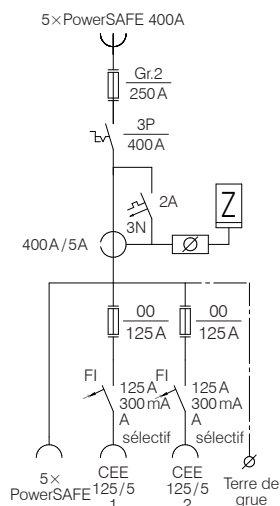 5×PowerSAFE 400A
Gr.2
250A
3P
400A
2A
3N
Z
400A/5A
00
125A
00
125A
FI
125A
300mA
A
sélectif
FI
125A
300mA
A
sélectif
5×
PowerSAFE
CEE
125/5
1
CEE
125/5
2
Terre de
grue